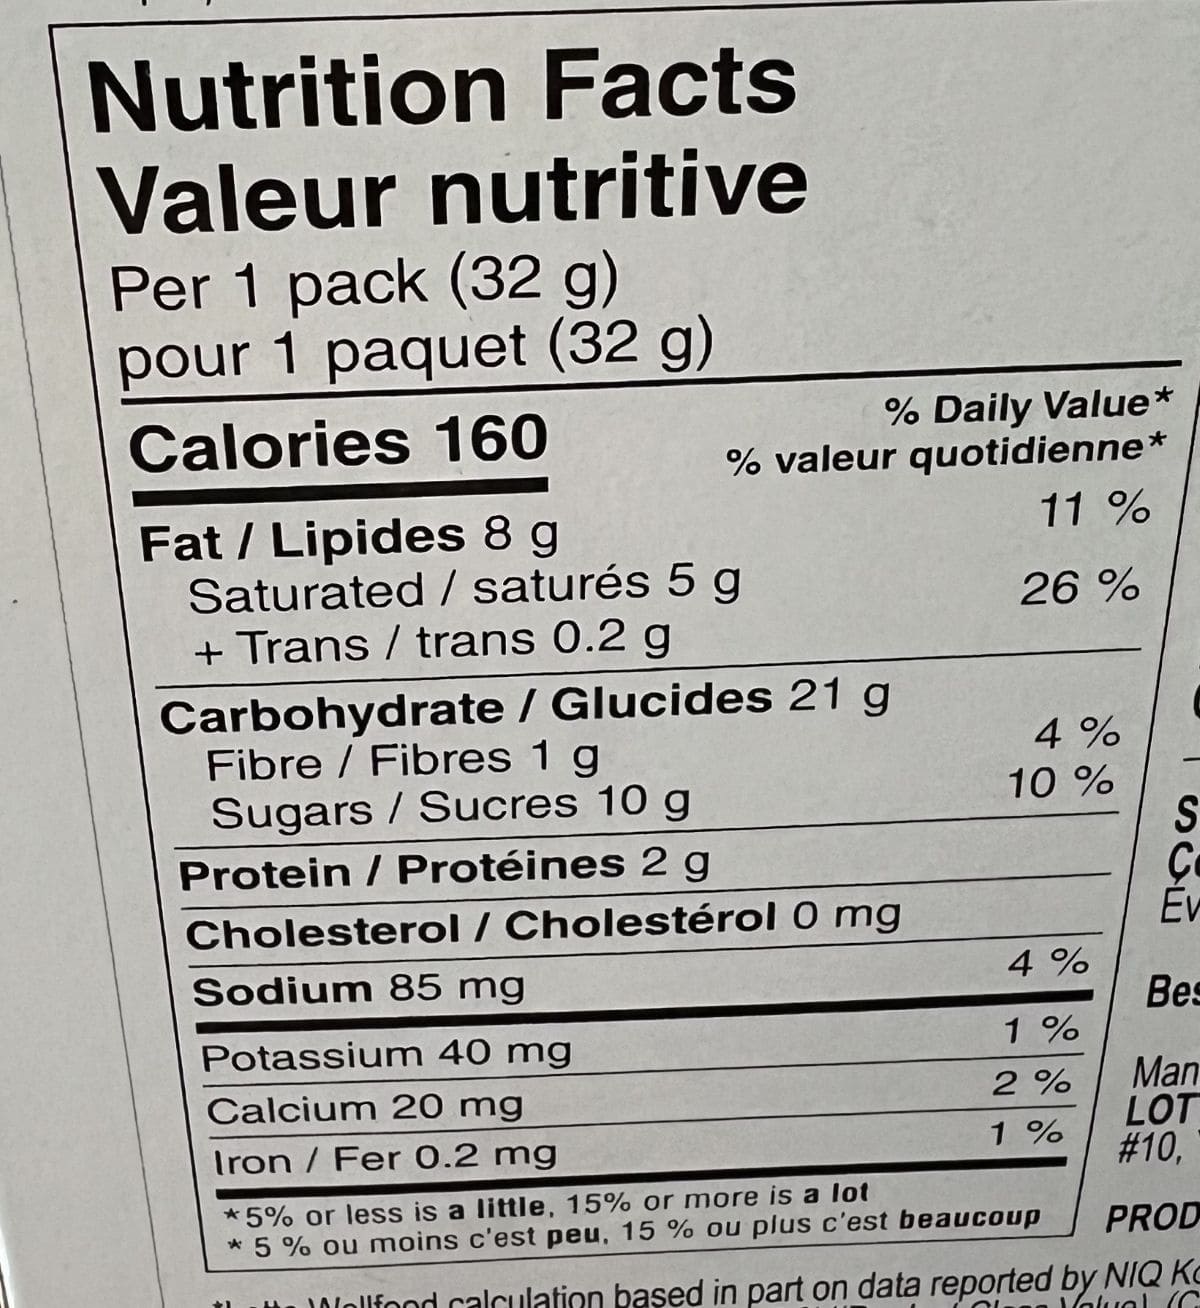 Nutrition Facts
Valeur nutritive
Per 1 pack (32 g)
pour 1 paquet (32 g)
% Daily Value*
% valeur quotidienne*
Calories 160
Fat / Lipides 8 g 11 %
Saturated / saturés 5 g
+ Trans / trans 0.2 g 26 %
Carbohydrate / Glucides 21 g
Fibre / Fibres 1 g 4 %
Sugars / Sucres 10 g 10 %
Protein / Protéines 2 g
Cholesterol / Cholestérol 0 mg
Sodium 85 mg 4 %
Potassium 40 mg 1 %
Calcium 20 mg 2 %
Iron / Fer 0.2 mg 1 %
*5% or less is a little, 15% or more is a lot
* 5 % ou moins c'est peu, 15 % ou plus c'est beaucoup
calculation based in part on data reported by NIQ
LOT
#10,